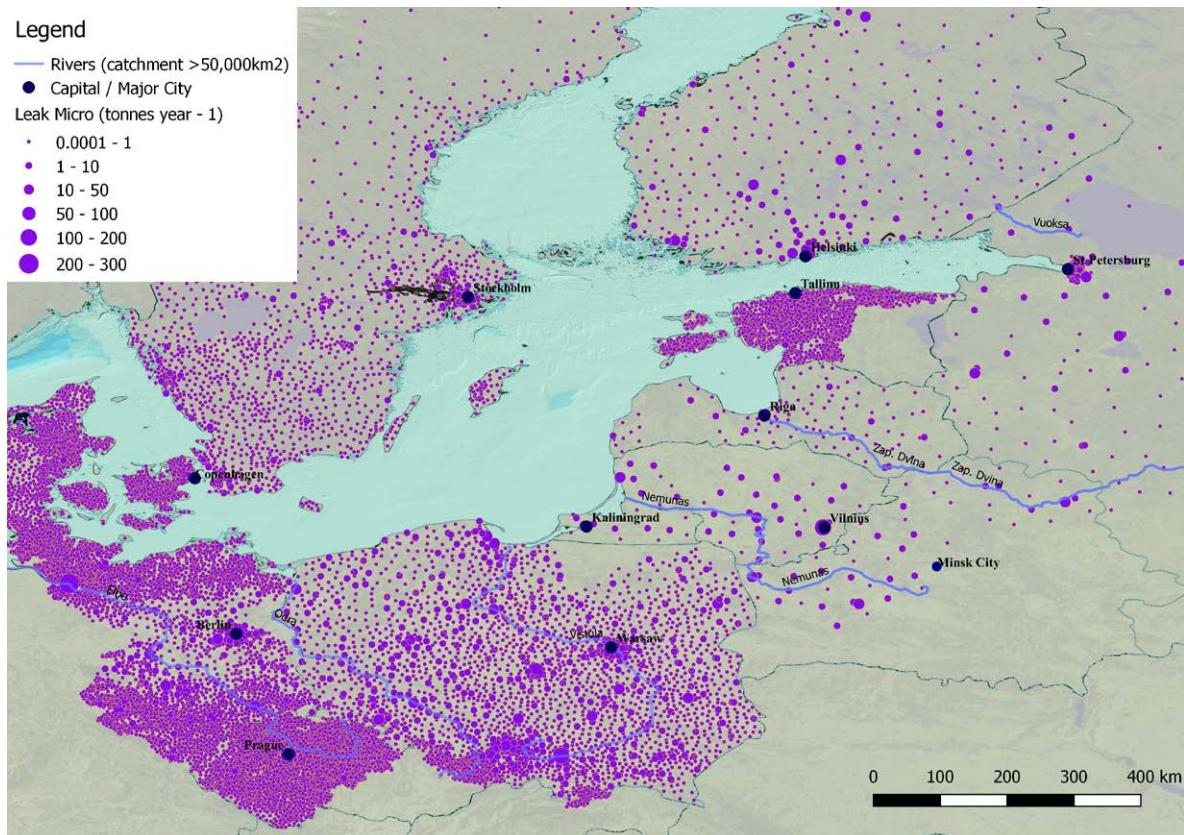 Legend
Rivers (catchment >50,000km2)
Capital / Major City
Leak Micro (tonnes year - 1)
0.0001 - 1
1 - 10
10 - 50
50 - 100
100 - 200
200 - 300
Vuoksa
Helsinki
St.Petersburg
Stockholm
Tallinn
Riga
Zap. Dvina
Zap. Dvina
Copenhagen
Nemunas
Kaliningrad
Vilnius
Minsk City
Nemunas
Elbe
Odra
Berlin
Vistula
Warsaw
Prague
0 100 200 300 400 km